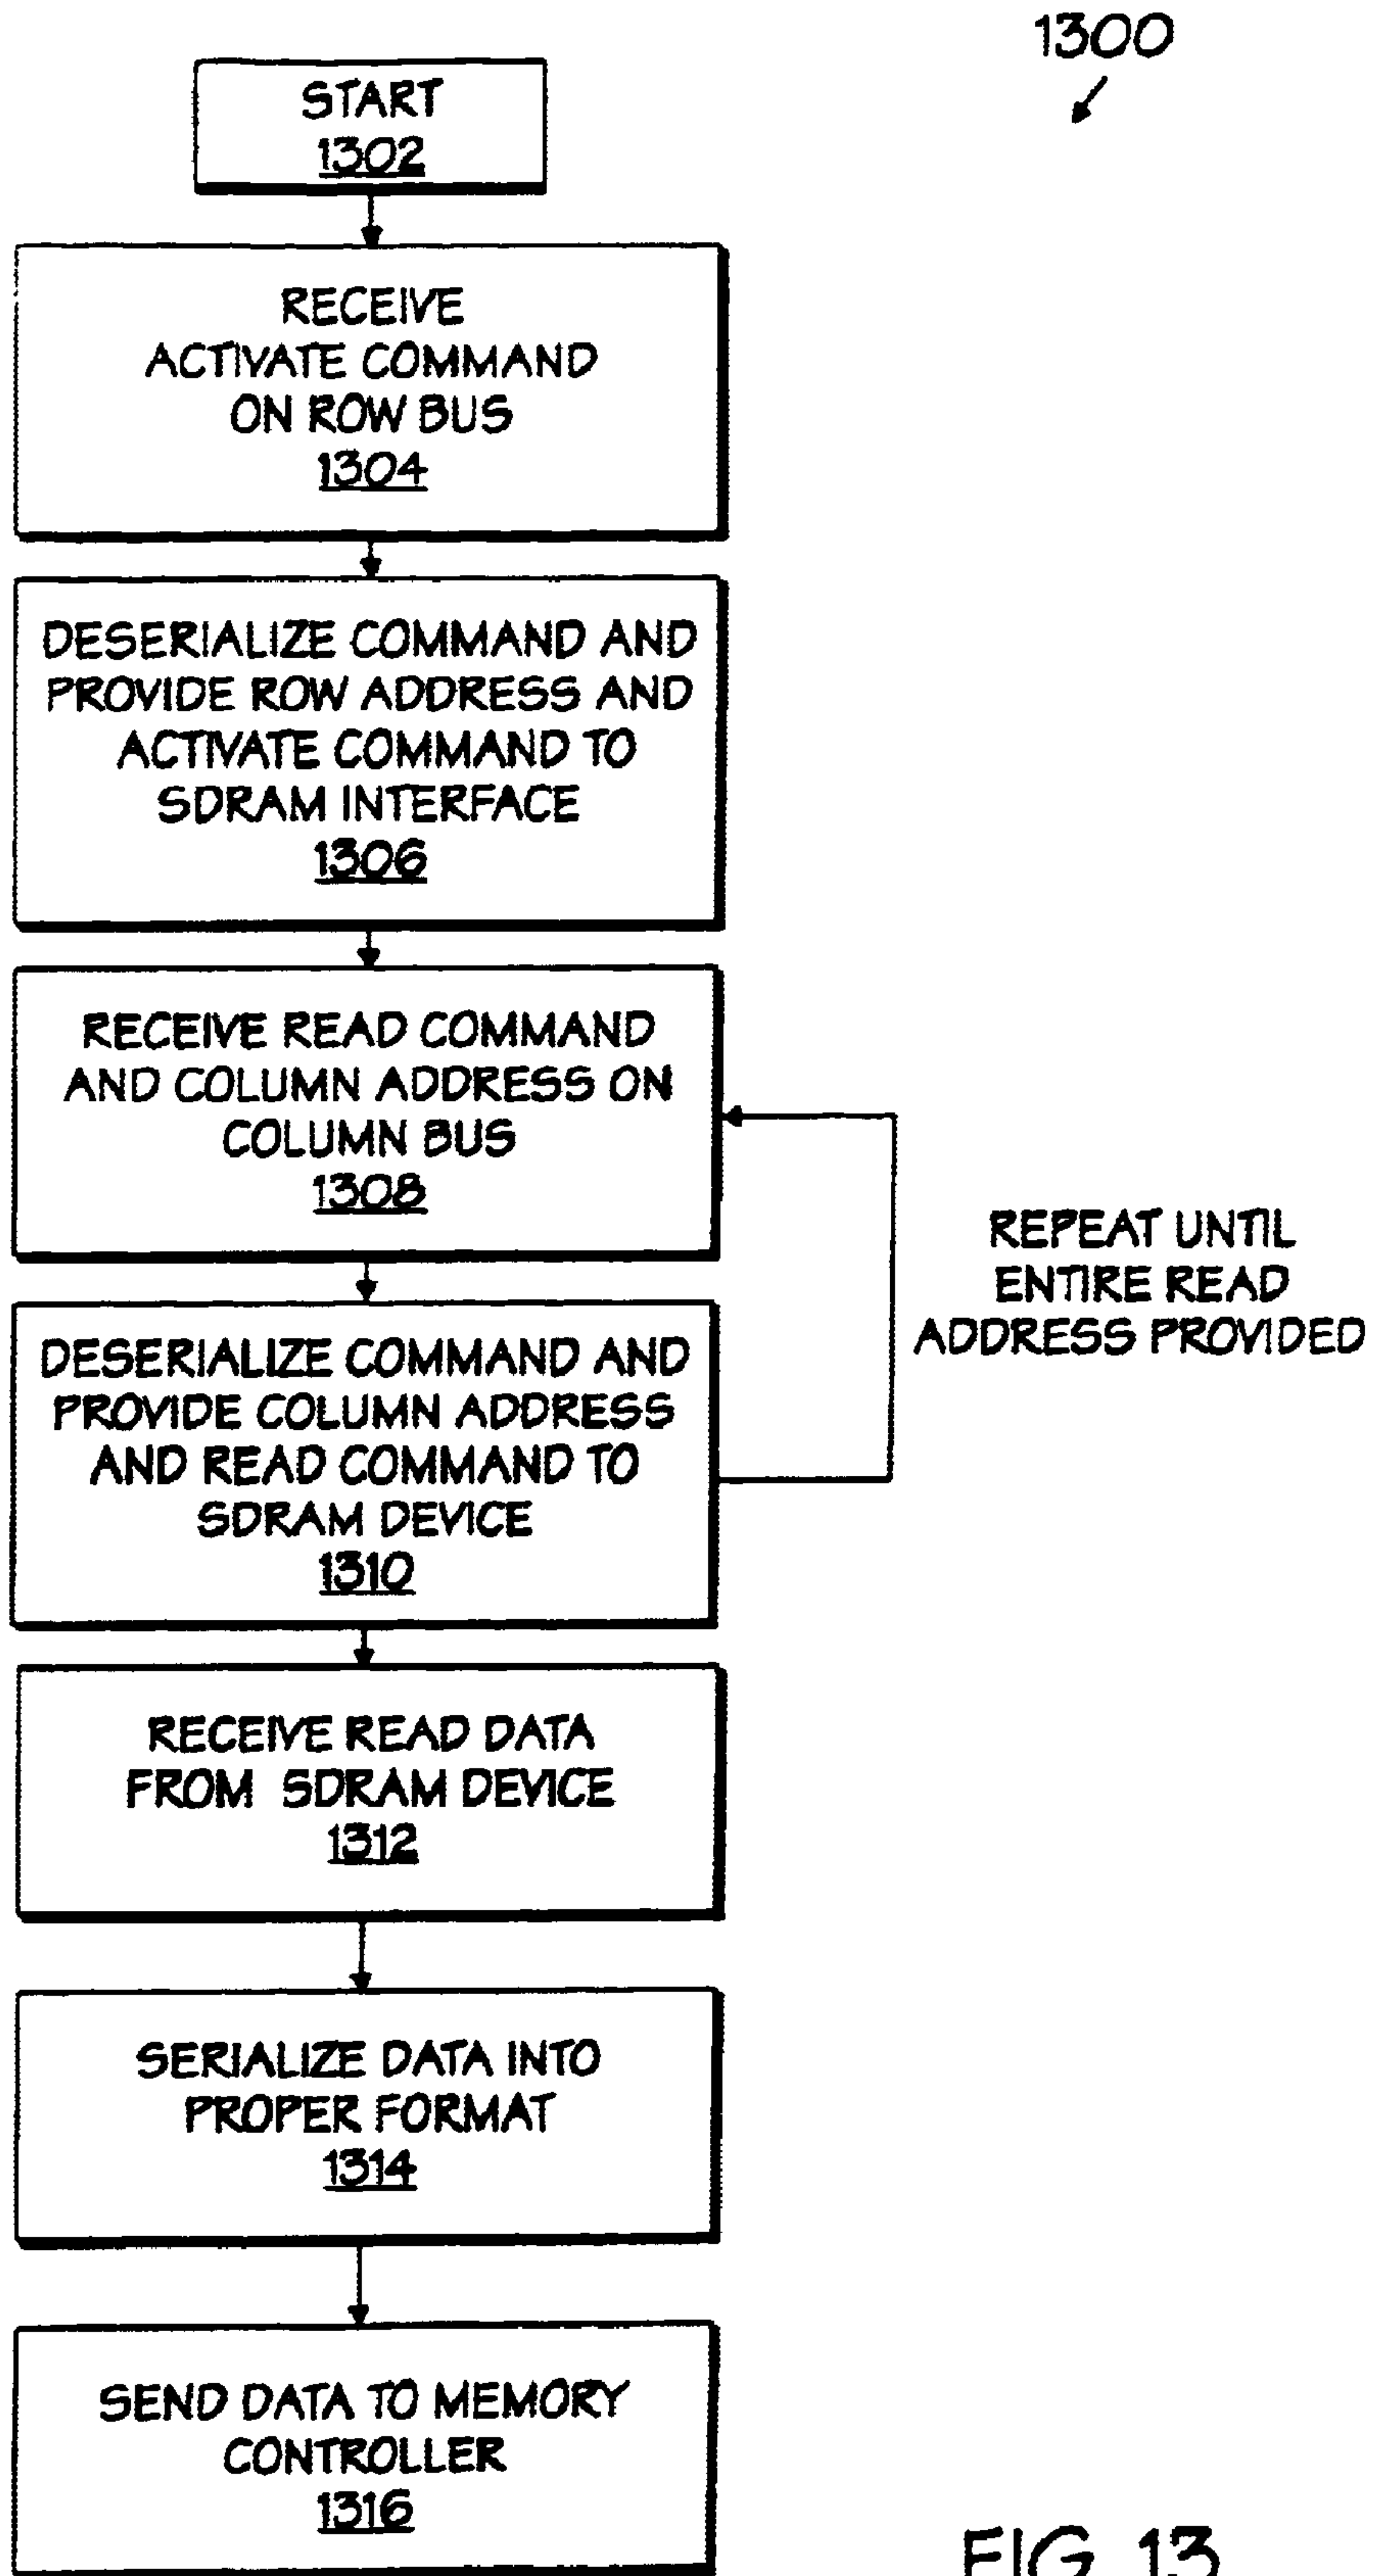 1300
START
1302
RECEIVE
ACTIVATE COMMAND
ON ROW BUS
1304
DESERIALIZE COMMAND AND
PROVIDE ROW ADDRESS AND
ACTIVATE COMMAND TO
SDRAM INTERFACE
1306
RECEIVE READ COMMAND
AND COLUMN ADDRESS ON
COLUMN BUS
1308
REPEAT UNTIL
ENTIRE READ
ADDRESS PROVIDED
DESERIALIZE COMMAND AND
PROVIDE COLUMN ADDRESS
AND READ COMMAND TO
SDRAM DEVICE
1310
RECEIVE READ DATA
FROM SDRAM DEVICE
1312
SERIALIZE DATA INTO
PROPER FORMAT
1314
SEND DATA TO MEMORY
CONTROLLER
1316
FIG. 13